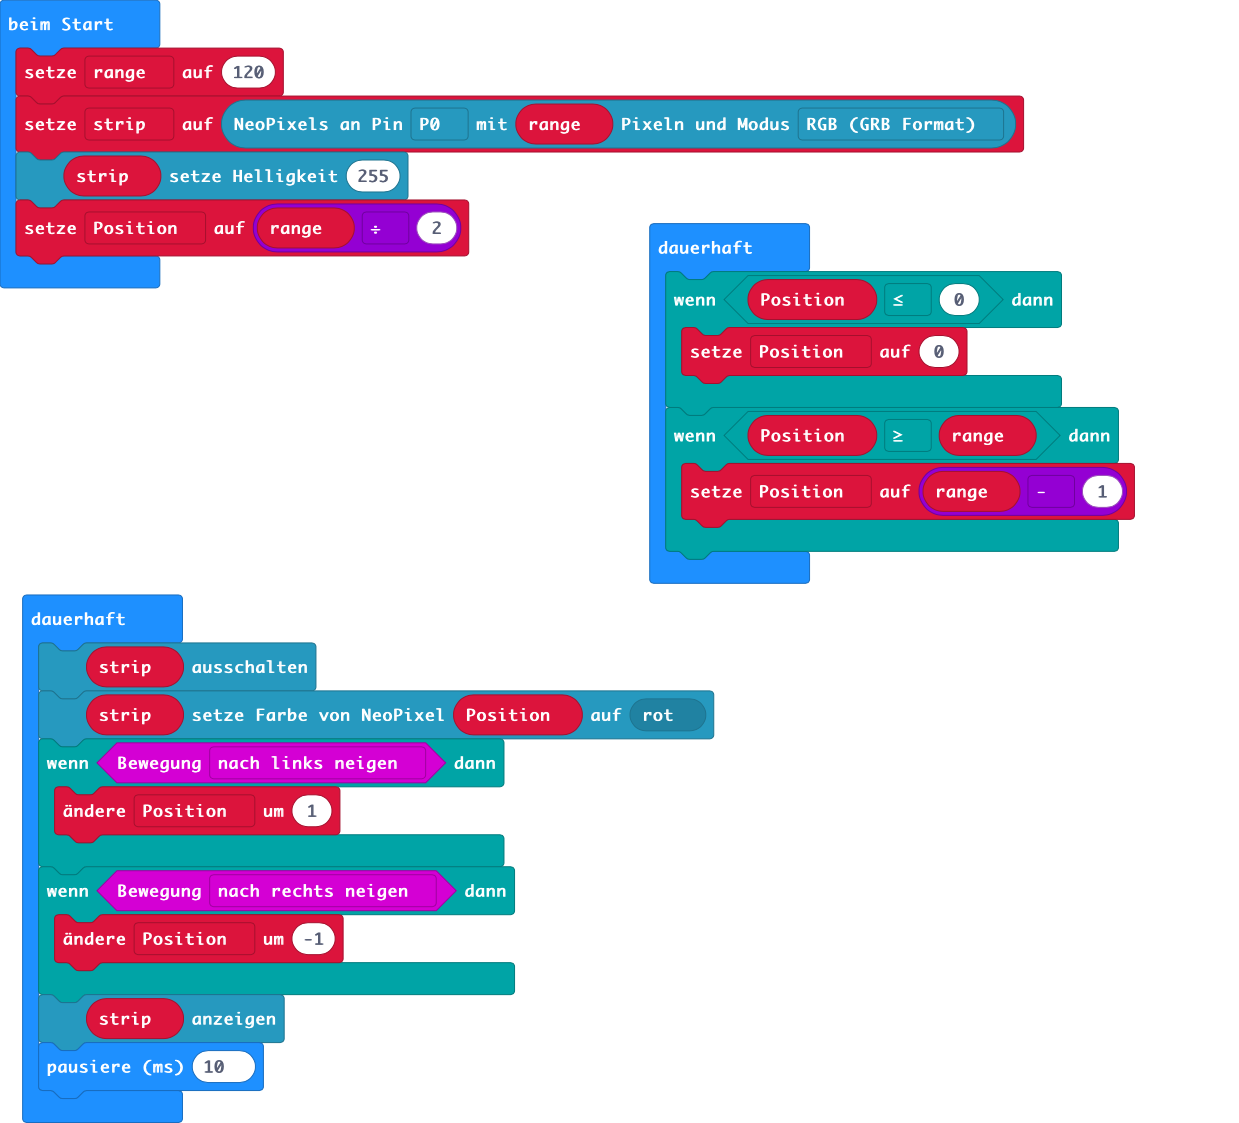 beim Start
setze range auf 120
setze strip auf NeoPixels an Pin P0 mit range Pixeln und Modus RGB (GRB Format)
strip setze Helligkeit 255
setze Position auf range ÷ 2
dauerhaft
wenn Position ≤ 0 dann
setze Position auf 0
wenn Position ≥ range dann
setze Position auf range - 1
dauerhaft
strip ausschalten
strip setze Farbe von NeoPixel Position auf rot
wenn Bewegung nach links neigen dann
ändere Position um 1
wenn Bewegung nach rechts neigen dann
ändere Position um -1
strip anzeigen
pausiere (ms) 10